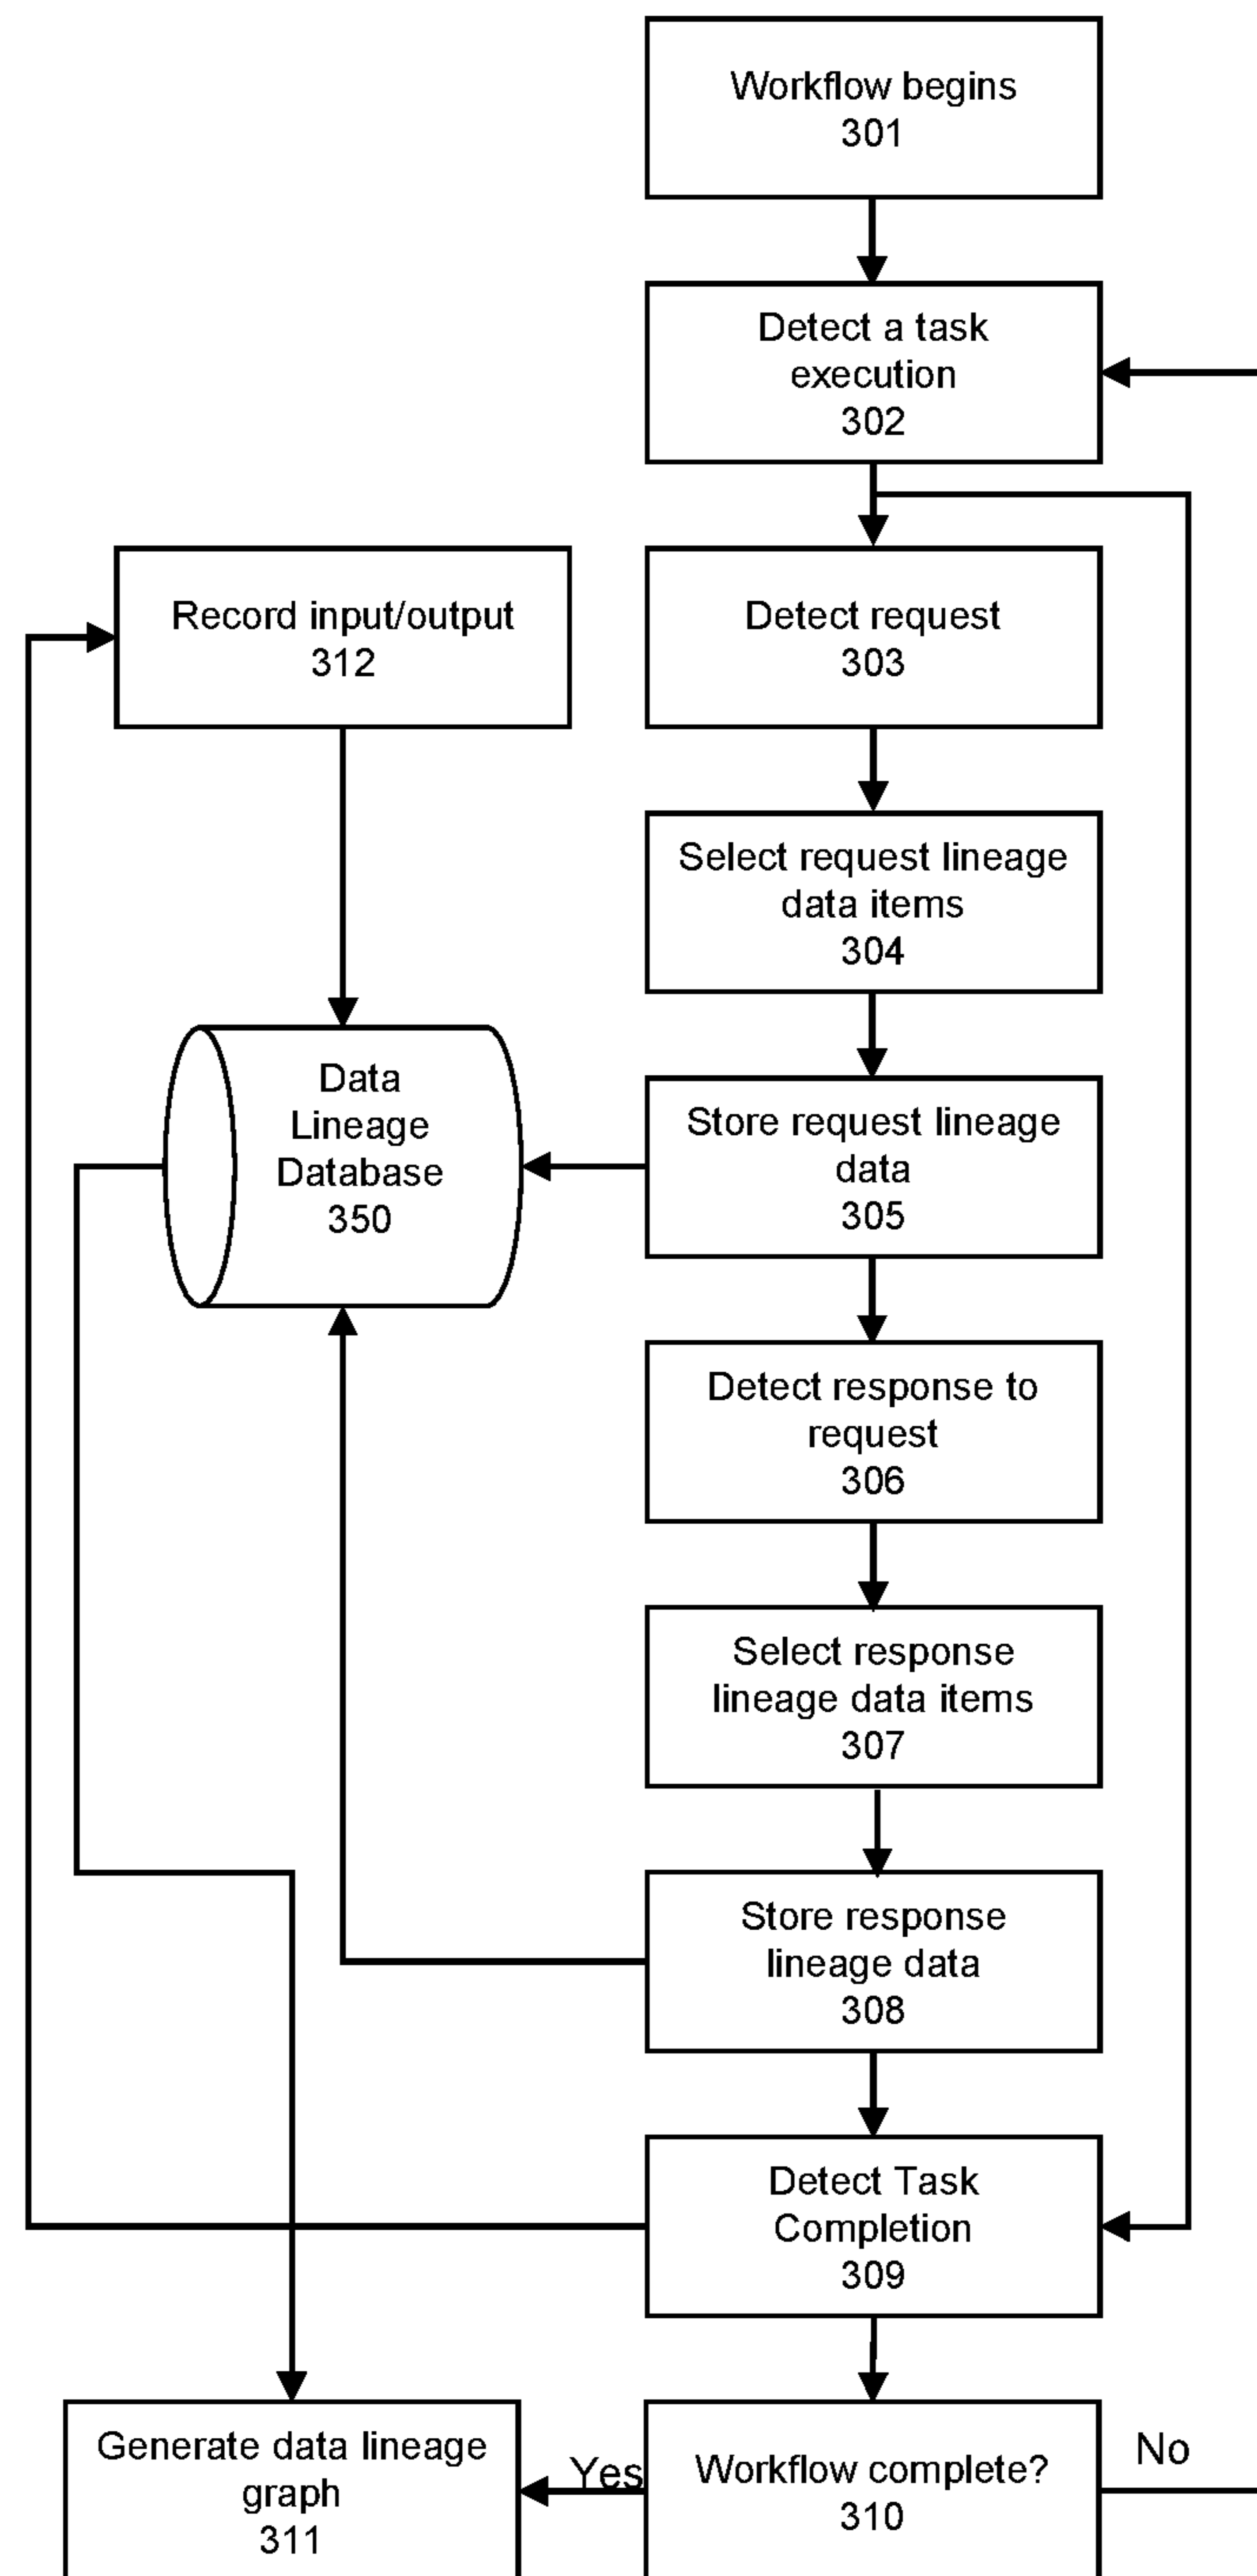 Workflow begins
301
Detect a task
execution
302
Record input/output
312
Detect request
303
Select request lineage
data items
304
Data
Lineage
Database
350
Store request lineage
data
305
Detect response to
request
306
Select response
lineage data items
307
Store response
lineage data
308
Detect Task
Completion
309
Generate data lineage
graph
311
Yes
Workflow complete?
310
No